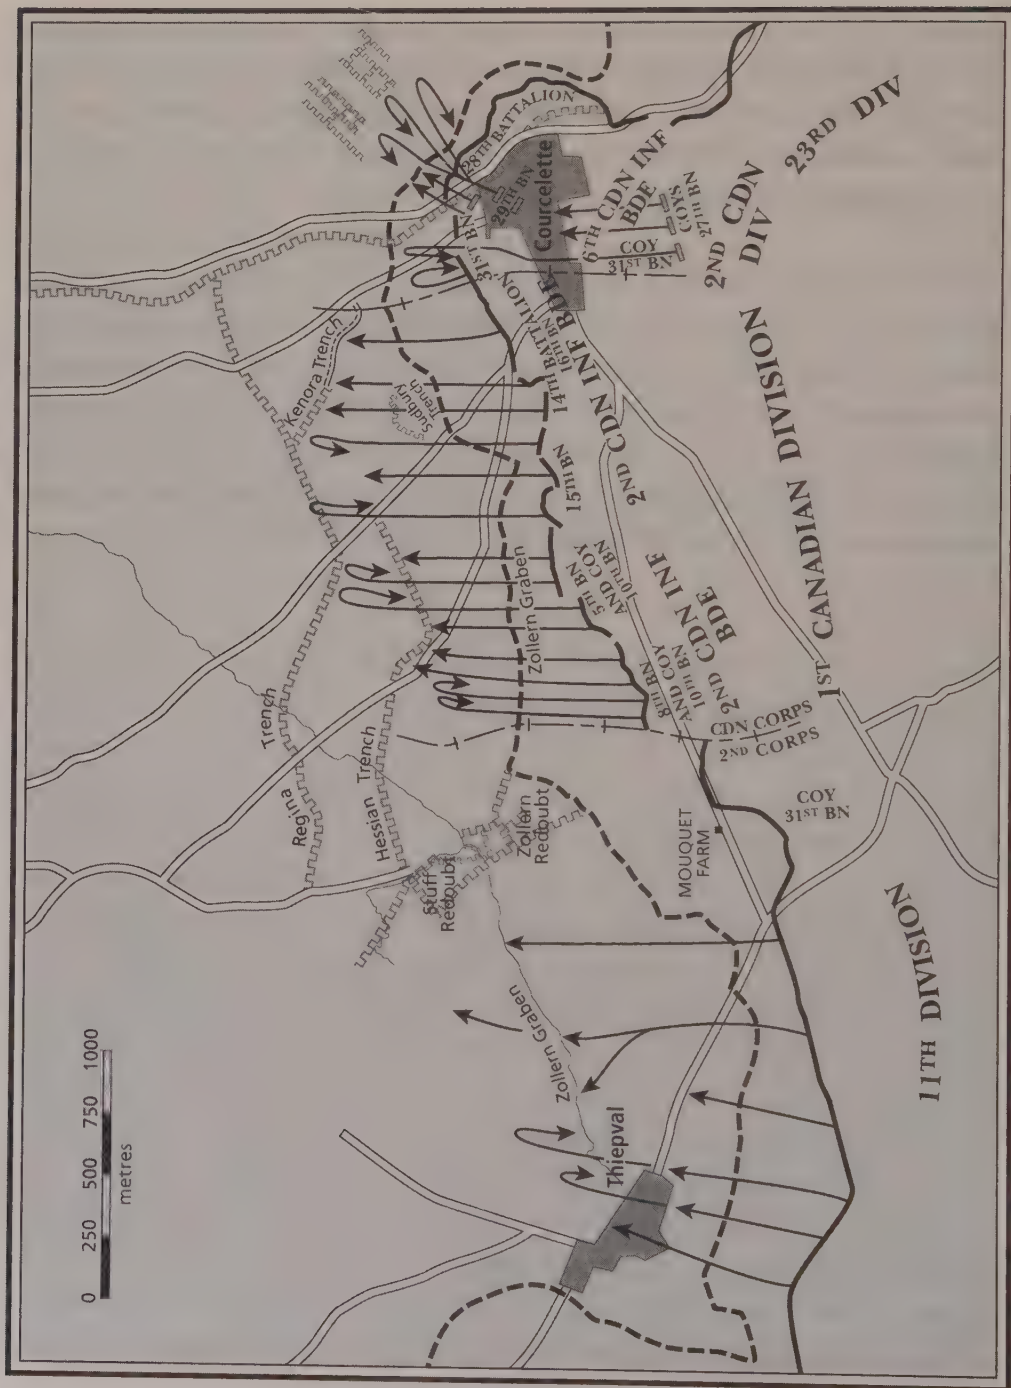 0 250 500 750 1000
metres
Regina
Trench
Kenora Trench
Sudbury
Trench
Hessian Trench
Stuff
Redoubt
Zollern
Redoubt
Zollern Graben
Zollern Graben
Thiepval
MOUQUET
FARM
Courcelette
28TH BATTALION
29TH BN
31ST BN
14TH BATTALION
16TH BN
15TH BN
2ND CDN INF BDE
5TH BN
AND COY
10TH BN
8TH BN
AND COY
10TH BN
2ND CDN INF
BDE
6TH CDN INF
BDE
COYS
27TH BN
COY
31ST BN
2ND CDN
DIV
23RD DIV
1ST CANADIAN DIVISION
CDN CORPS
2ND CORPS
COY
31ST BN
11TH DIVISION